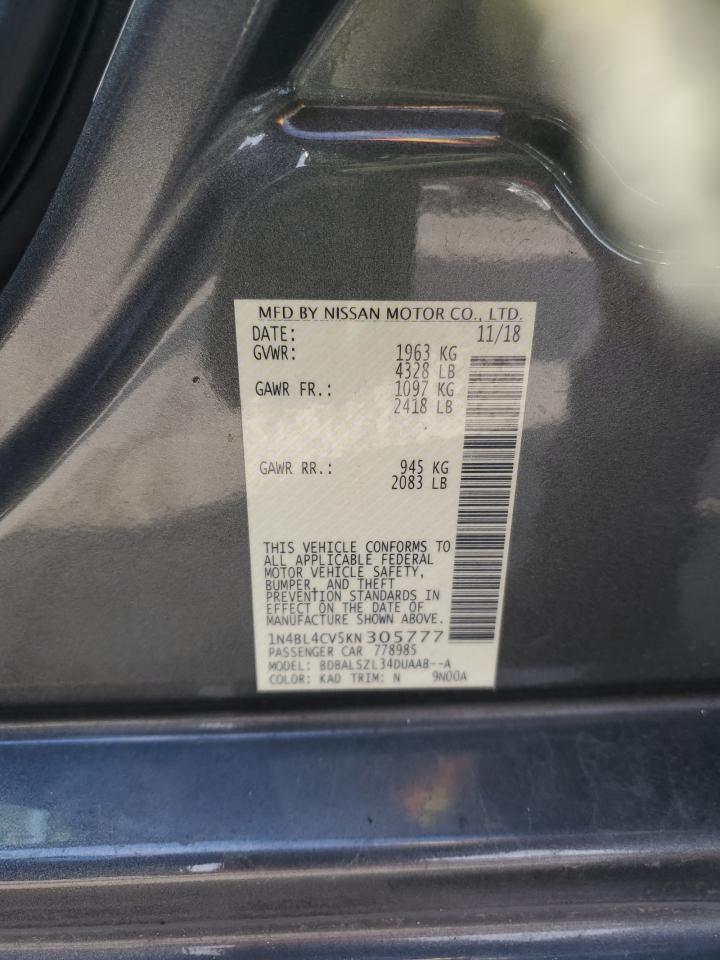 MFD BY NISSAN MOTOR CO., LTD.
DATE: 11/18
GVWR: 1963 KG
4328 LB
GAWR FR.: 1097 KG
2418 LB
GAWR RR.: 945 KG
2083 LB
THIS VEHICLE CONFORMS TO
ALL APPLICABLE FEDERAL
MOTOR VEHICLE SAFETY,
BUMPER, AND THEFT
PREVENTION STANDARDS IN
EFFECT ON THE DATE OF
MANUFACTURE SHOWN ABOVE.
1N4BL4CV5KN305777
PASSENGER CAR 778985
MODEL: BDBALSZL34DUAAB--A
COLOR: KAD TRIM: N 9N00A